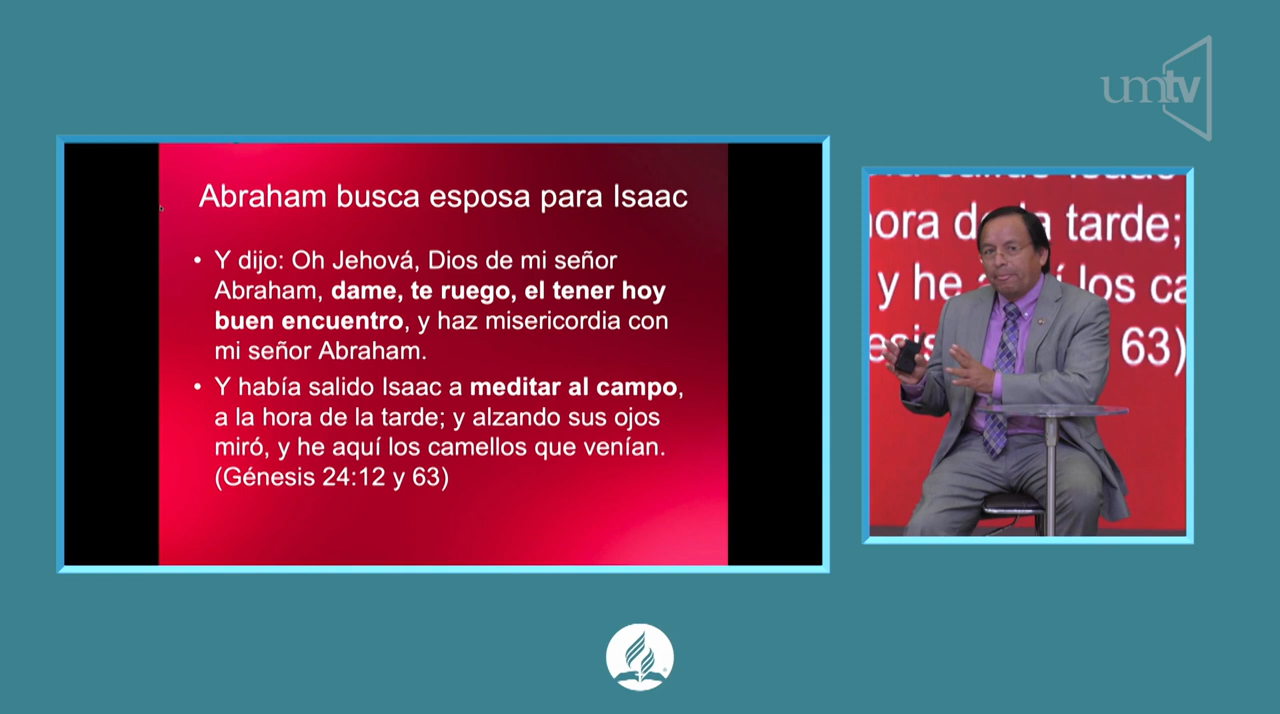 umtv
Abraham busca esposa para Isaac
• Y dijo: Oh Jehová, Dios de mi señor
Abraham, dame, te ruego, el tener hoy
buen encuentro, y haz misericordia con
mi señor Abraham.
• Y había salido Isaac a meditar al campo,
a la hora de la tarde; y alzando sus ojos
miró, y he aquí los camellos que venían.
(Génesis 24:12 y 63)
hora de la tarde;
y he aquí los ca
63)